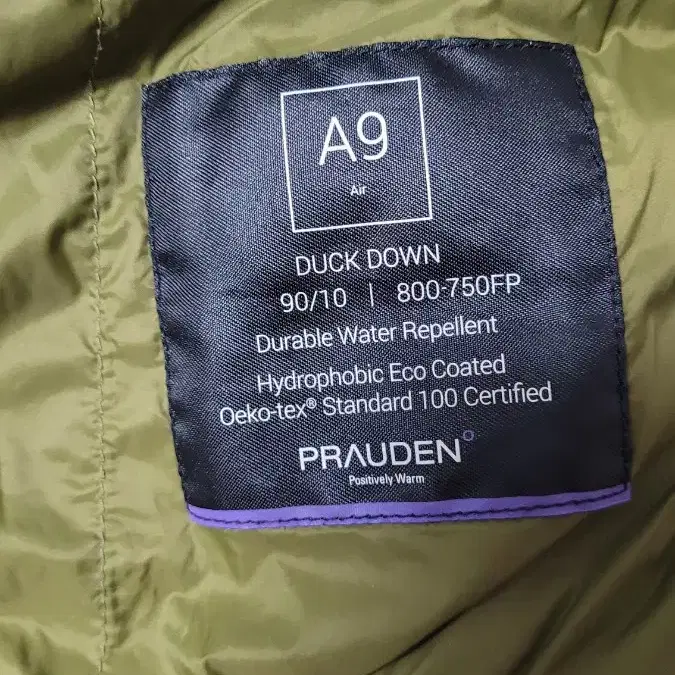 A9
Air
DUCK DOWN
90/10 | 800-750FP
Durable Water Repellent
Hydrophobic Eco Coated
Oeko-tex® Standard 100 Certified
PRAUDEN°
Positively Warm